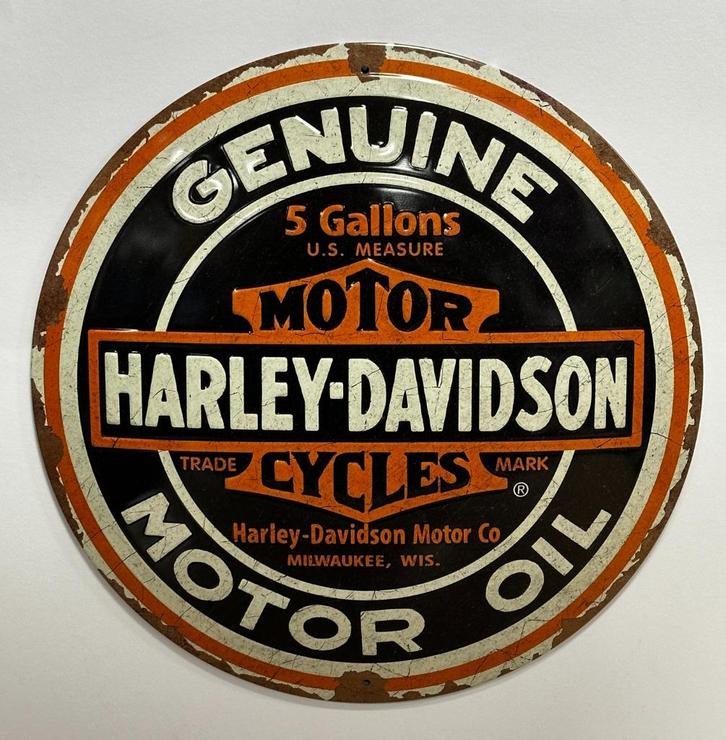 GENUINE
5 Gallons
U.S. MEASURE
MOTOR
HARLEY-DAVIDSON
TRADE CYCLES MARK
®
Harley-Davidson Motor Co
MILWAUKEE, WIS.
MOTOR OIL